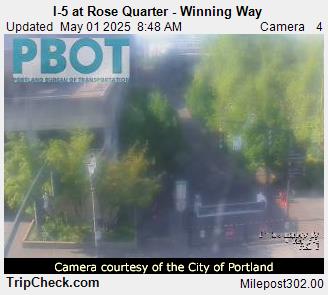 I-5 at Rose Quarter - Winning Way
Updated May 01 2025 8:48 AM Camera 4
PBOT
PORTLAND BUREAU OF TRANSPORTATION
Camera courtesy of the City of Portland
TripCheck.com Milepost302.00